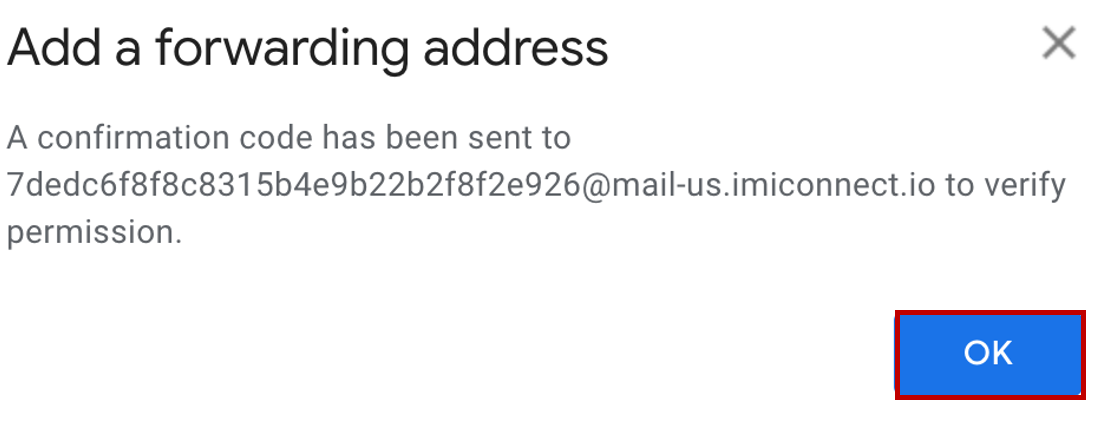 Add a forwarding address
A confirmation code has been sent to
7dedc6f8f8c8315b4e9b22b2f8f2e926@mail-us.imiconnect.io to verify
permission.
OK